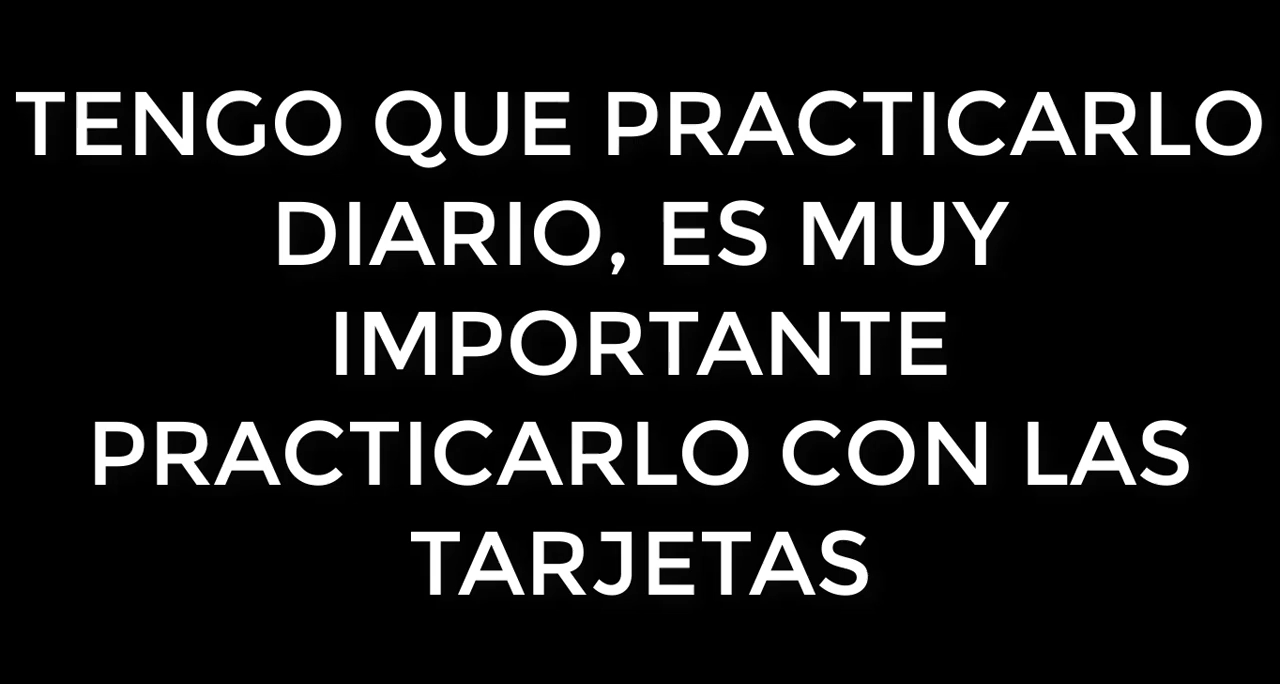 TENGO QUE PRACTICARLO
DIARIO, ES MUY
IMPORTANTE
PRACTICARLO CON LAS
TARJETAS